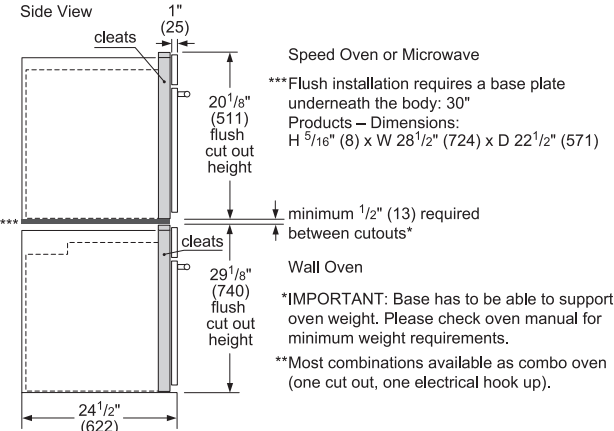 Side View
1"
(25)
cleats
Speed Oven or Microwave
***Flush installation requires a base plate
underneath the body: 30"
Products – Dimensions:
H 5/16" (8) x W 28 1/2" (724) x D 22 1/2" (571)
20 1/8"
(511)
flush
cut out
height
***
minimum 1/2" (13) required
between cutouts*
cleats
Wall Oven
29 1/8"
(740)
flush
cut out
height
*IMPORTANT: Base has to be able to support
oven weight. Please check oven manual for
minimum weight requirements.
**Most combinations available as combo oven
(one cut out, one electrical hook up).
24 1/2"
(622)